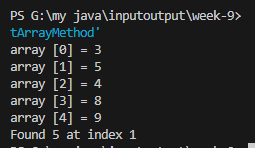 PS G:\my java\inputoutput\week-9>
tArrayMethod'
array [0] = 3
array [1] = 5
array [2] = 4
array [3] = 8
array [4] = 9
Found 5 at index 1